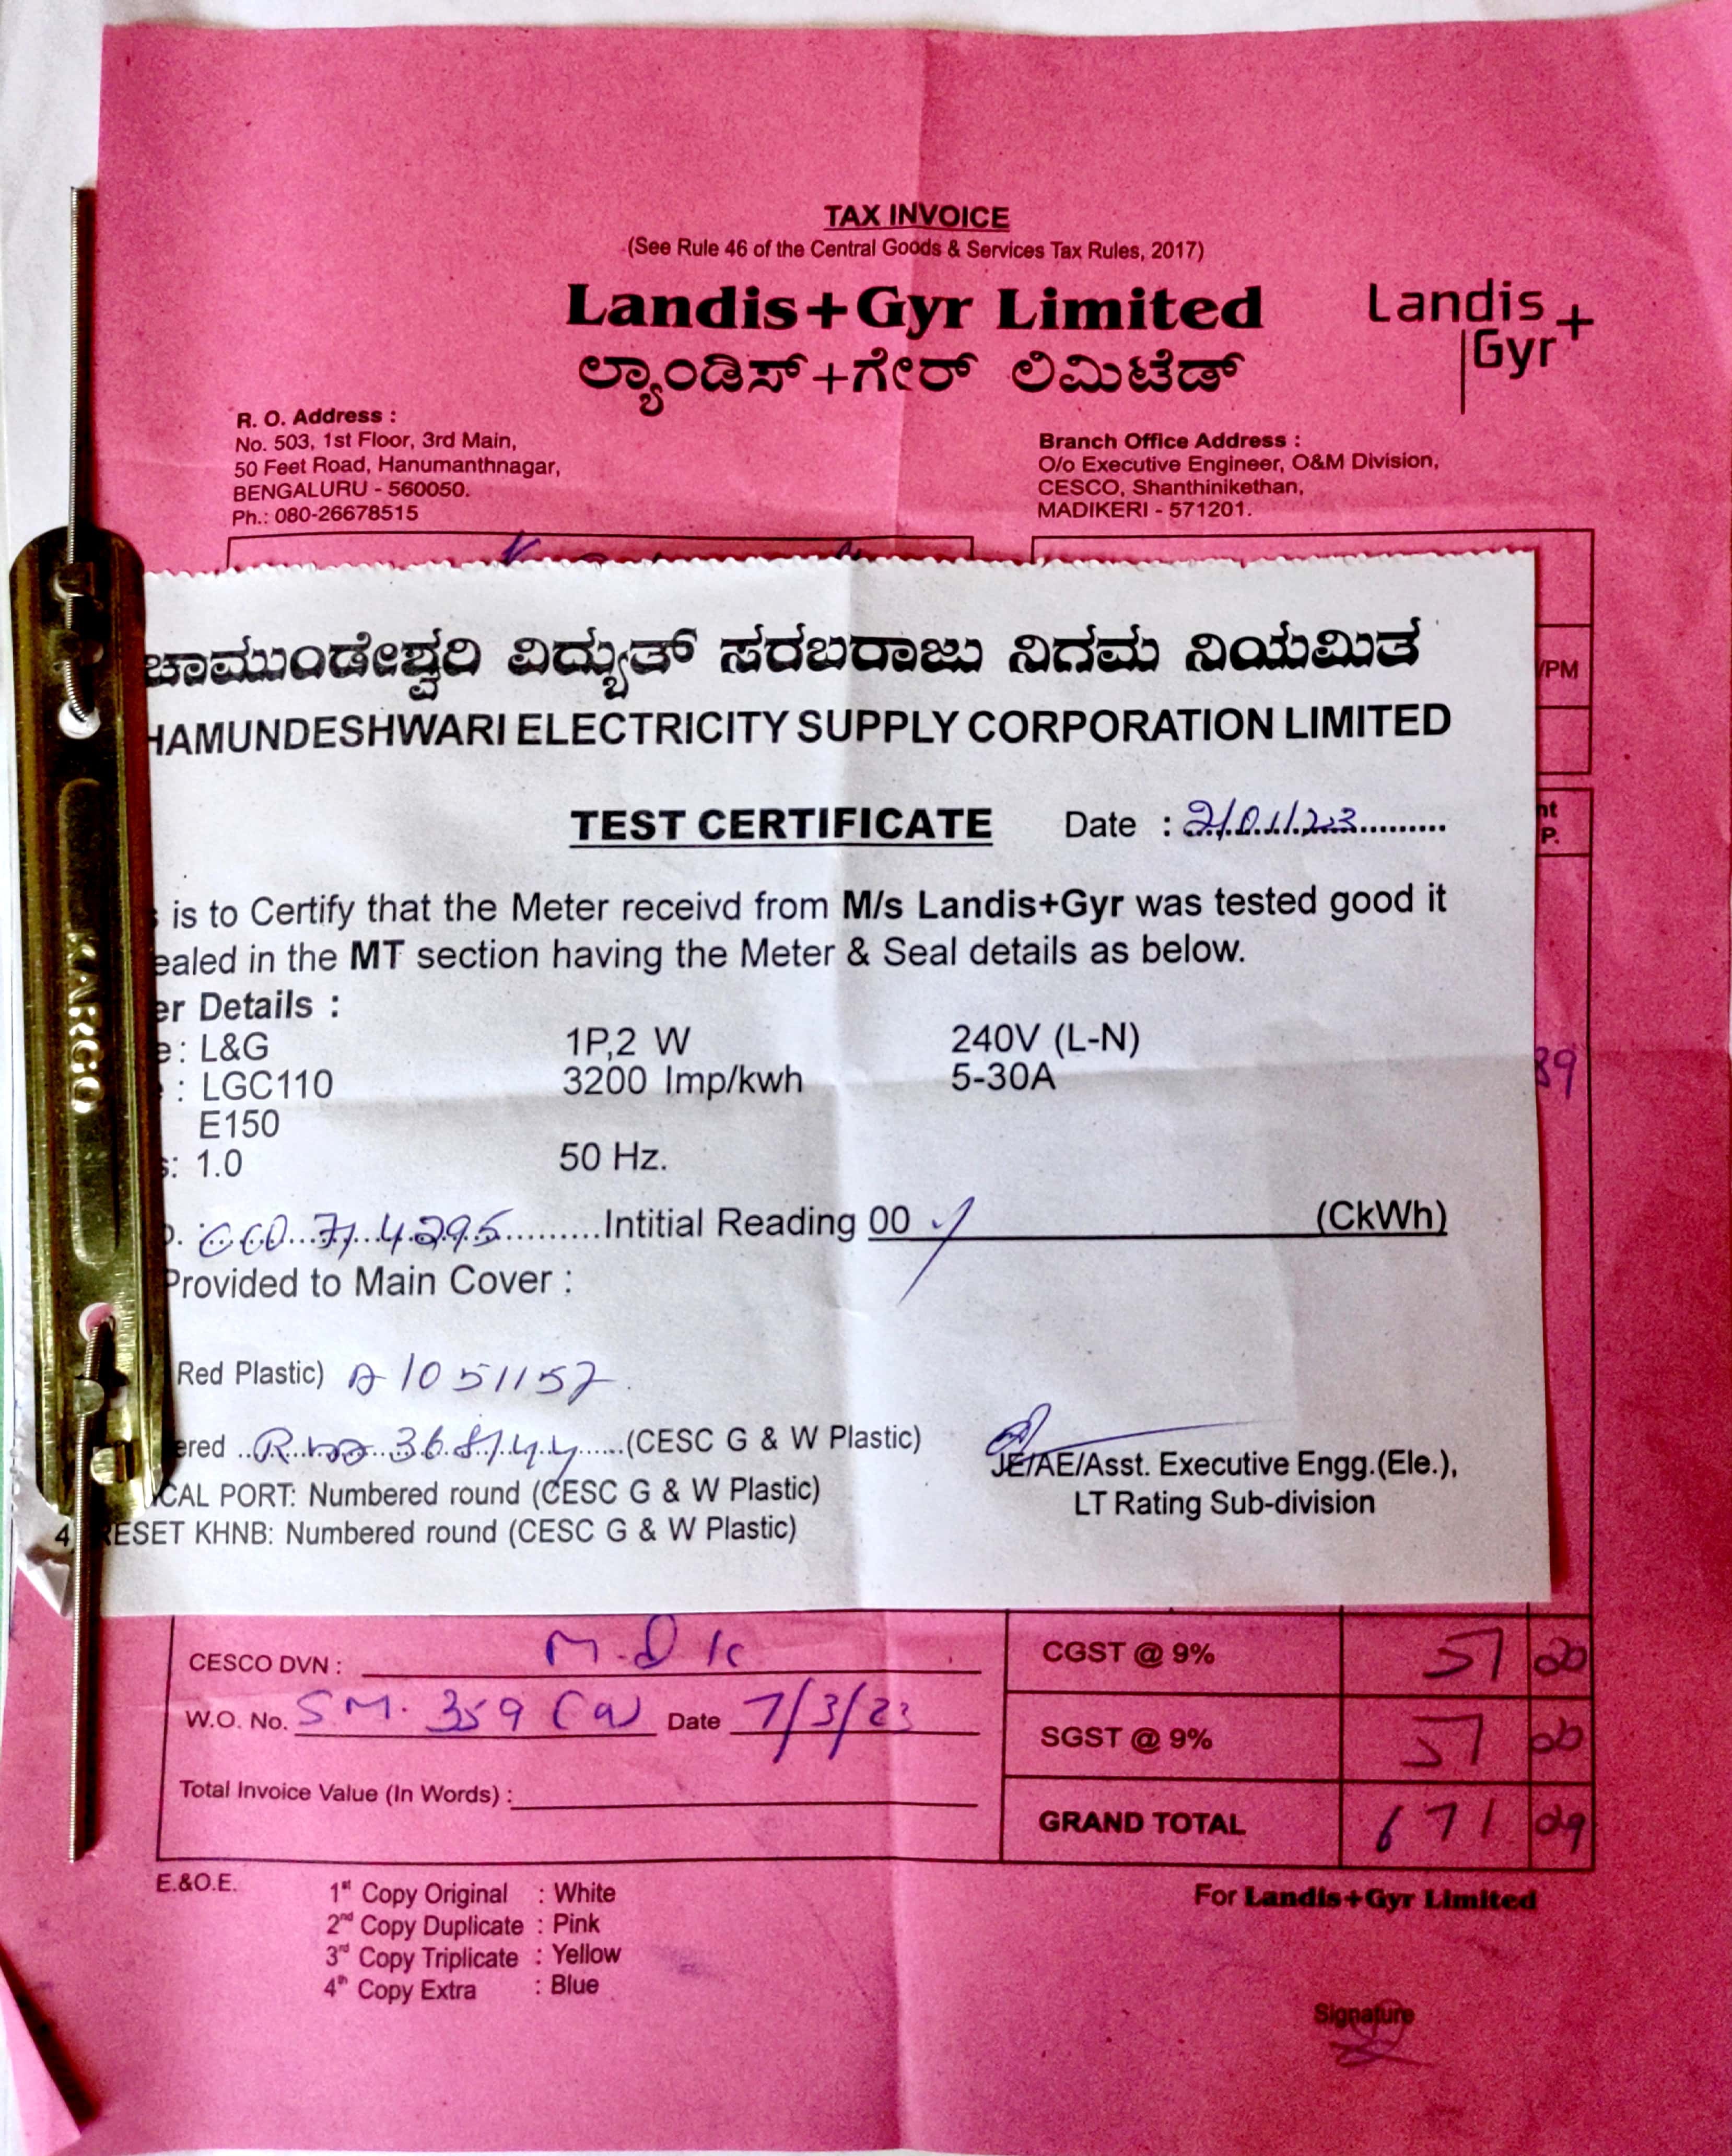 TAX INVOICE
(See Rule 46 of the Central Goods & Services Tax Rules, 2017)
Landis+Gyr Limited
ಲ್ಯಾಂಡಿಸ್+ಗೇರ್ ಲಿಮಿಟೆಡ್
Landis+
Gyr
R. O. Address :
No. 503, 1st Floor, 3rd Main,
50 Feet Road, Hanumanthnagar,
BENGALURU - 560050.
Ph.: 080-26678515
Branch Office Address :
O/o Executive Engineer, O&M Division,
CESCO, Shanthinikethan,
MADIKERI - 571201.
/PM
P.
89
ಚಾಮುಂಡೇಶ್ವರಿ ವಿದ್ಯುತ್ ಸರಬರಾಜು ನಿಗಮ ನಿಯಮಿತ
HAMUNDESHWARI ELECTRICITY SUPPLY CORPORATION LIMITED
TEST CERTIFICATE Date : 21/01/23
is to Certify that the Meter receivd from M/s Landis+Gyr was tested good it
ealed in the MT section having the Meter & Seal details as below.
er Details :
e: L&G 1P,2 W 240V (L-N)
: LGC110 3200 Imp/kwh 5-30A
E150
s: 1.0 50 Hz.
714295 Intitial Reading 00 (CkWh)
Provided to Main Cover :
Red Plastic) A 1051157
ered (CESC G & W Plastic)
CAL PORT: Numbered round (CESC G & W Plastic)
4 RESET KHNB: Numbered round (CESC G & W Plastic)
JE/AE/Asst. Executive Engg.(Ele.),
LT Rating Sub-division
CESCO DVN : M.D K
W.O. No. SM. 359 (a) Date 7/3/23
Total Invoice Value (In Words) :
CGST @ 9% 51 20
SGST @ 9% 51 20
GRAND TOTAL 671 29
E.&O.E.
1st Copy Original : White
2nd Copy Duplicate : Pink
3rd Copy Triplicate : Yellow
4th Copy Extra : Blue
For Landis+Gyr Limited
Signature
KARGO